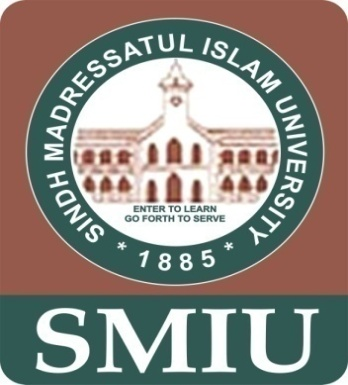 SINDH MADRESSATUL ISLAM UNIVERSITY
ENTER TO LEARN
GO FORTH TO SERVE
* 1885 *
SMIU